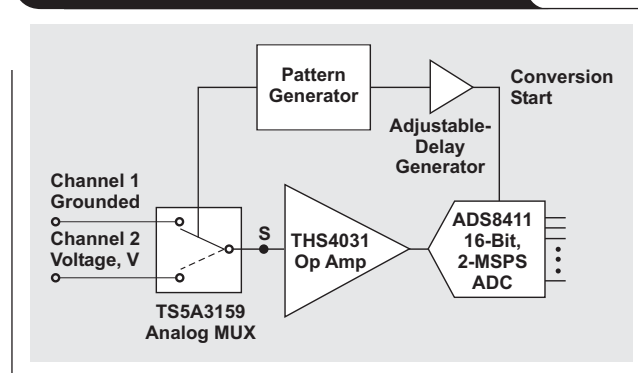 Pattern
Generator
Conversion
Start
Adjustable-
Delay
Generator
Channel 1
Grounded
Channel 2
Voltage, V
S
THS4031
Op Amp
ADS8411
16-Bit,
2-MSPS
ADC
TS5A3159
Analog MUX